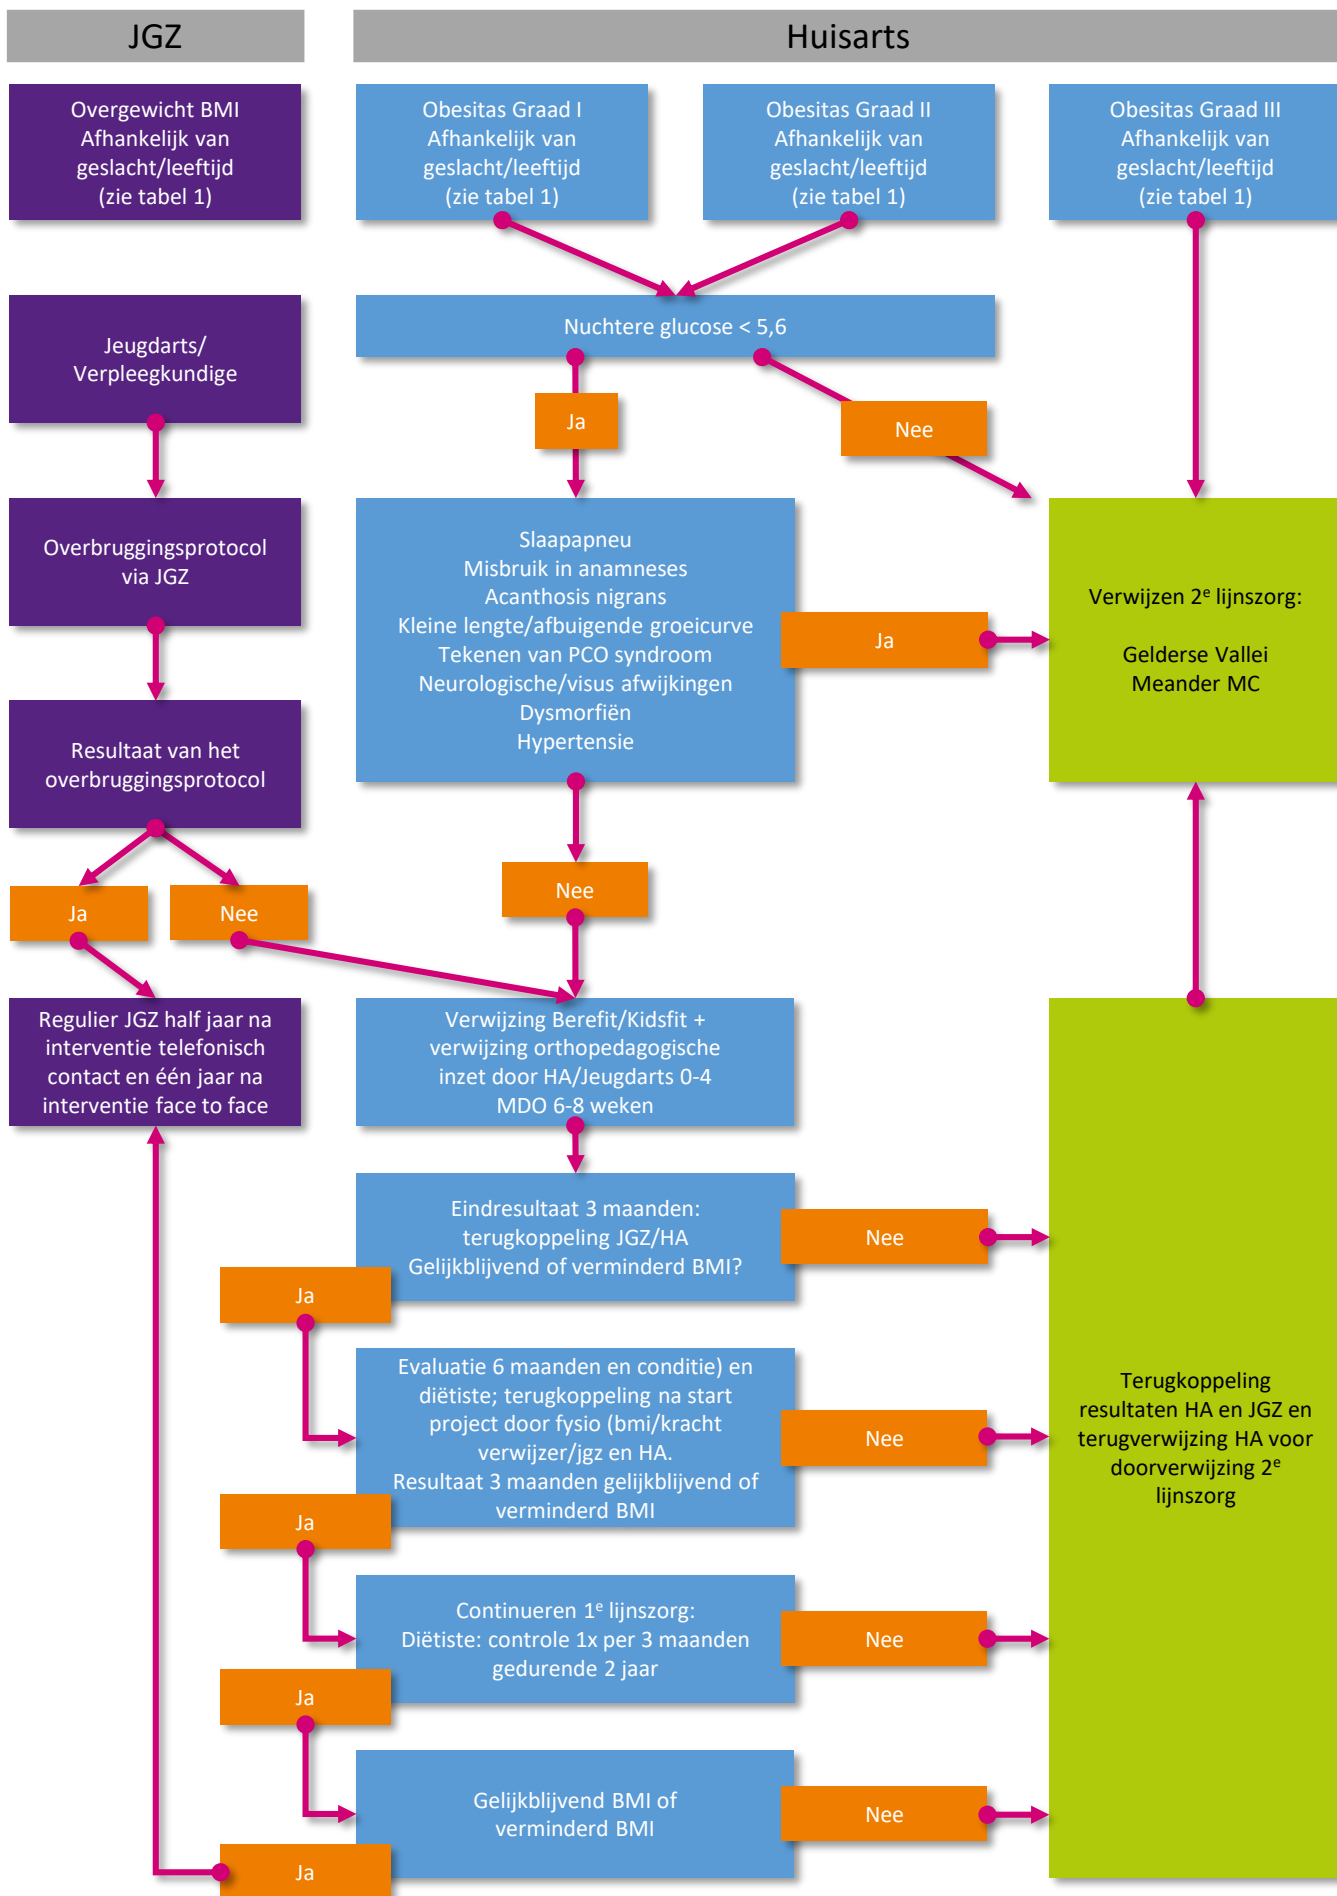 JGZ
Huisarts
Overgewicht BMI
Afhankelijk van
geslacht/leeftijd
(zie tabel 1)
Obesitas Graad I
Afhankelijk van
geslacht/leeftijd
(zie tabel 1)
Obesitas Graad II
Afhankelijk van
geslacht/leeftijd
(zie tabel 1)
Obesitas Graad III
Afhankelijk van
geslacht/leeftijd
(zie tabel 1)
Nuchtere glucose < 5,6
Jeugdarts/
Verpleegkundige
Ja
Nee
Overbruggingsprotocol
via JGZ
Slaapapneu
Misbruik in anamneses
Acanthosis nigrans
Kleine lengte/afbuigende groeicurve
Tekenen van PCO syndroom
Neurologische/visus afwijkingen
Dysmorfiën
Hypertensie
Ja
Verwijzen 2e lijnszorg:
Gelderse Vallei
Meander MC
Resultaat van het
overbruggingsprotocol
Ja
Nee
Nee
Regulier JGZ half jaar na
interventie telefonisch
contact en één jaar na
interventie face to face
Verwijzing Berefit/Kidsfit +
verwijzing orthopedagogische
inzet door HA/Jeugdarts 0-4
MDO 6-8 weken
Eindresultaat 3 maanden:
terugkoppeling JGZ/HA
Gelijkblijvend of verminderd BMI?
Nee
Ja
Evaluatie 6 maanden en conditie) en
diëtiste; terugkoppeling na start
project door fysio (bmi/kracht
verwijzer/jgz en HA.
Resultaat 3 maanden gelijkblijvend of
verminderd BMI
Nee
Ja
Terugkoppeling
resultaten HA en JGZ en
terugverwijzing HA voor
doorverwijzing 2e
lijnszorg
Continueren 1e lijnszorg:
Diëtiste: controle 1x per 3 maanden
gedurende 2 jaar
Nee
Ja
Gelijkblijvend BMI of
verminderd BMI
Nee
Ja